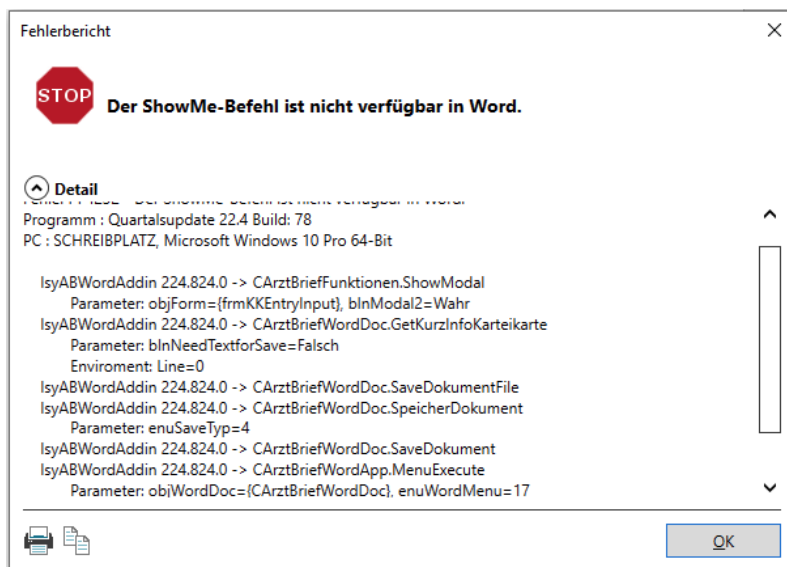 Fehlerbericht
STOP
Der ShowMe-Befehl ist nicht verfügbar in Word.
Detail
Programm : Quartalsupdate 22.4 Build: 78
PC : SCHREIBPLATZ, Microsoft Windows 10 Pro 64-Bit
IsyABWordAddin 224.824.0 -> CArztBriefFunktionen.ShowModal
Parameter: objForm={frmKKEntryInput}, blnModal2=Wahr
IsyABWordAddin 224.824.0 -> CArztBriefWordDoc.GetKurzInfoKarteikarte
Parameter: blnNeedTextforSave=Falsch
Enviroment: Line=0
IsyABWordAddin 224.824.0 -> CArztBriefWordDoc.SaveDokumentFile
IsyABWordAddin 224.824.0 -> CArztBriefWordDoc.SpeicherDokument
Parameter: enuSaveTyp=4
IsyABWordAddin 224.824.0 -> CArztBriefWordDoc.SaveDokument
IsyABWordAddin 224.824.0 -> CArztBriefWordApp.MenuExecute
Parameter: objWordDoc={CArztBriefWordDoc}, enuWordMenu=17
OK